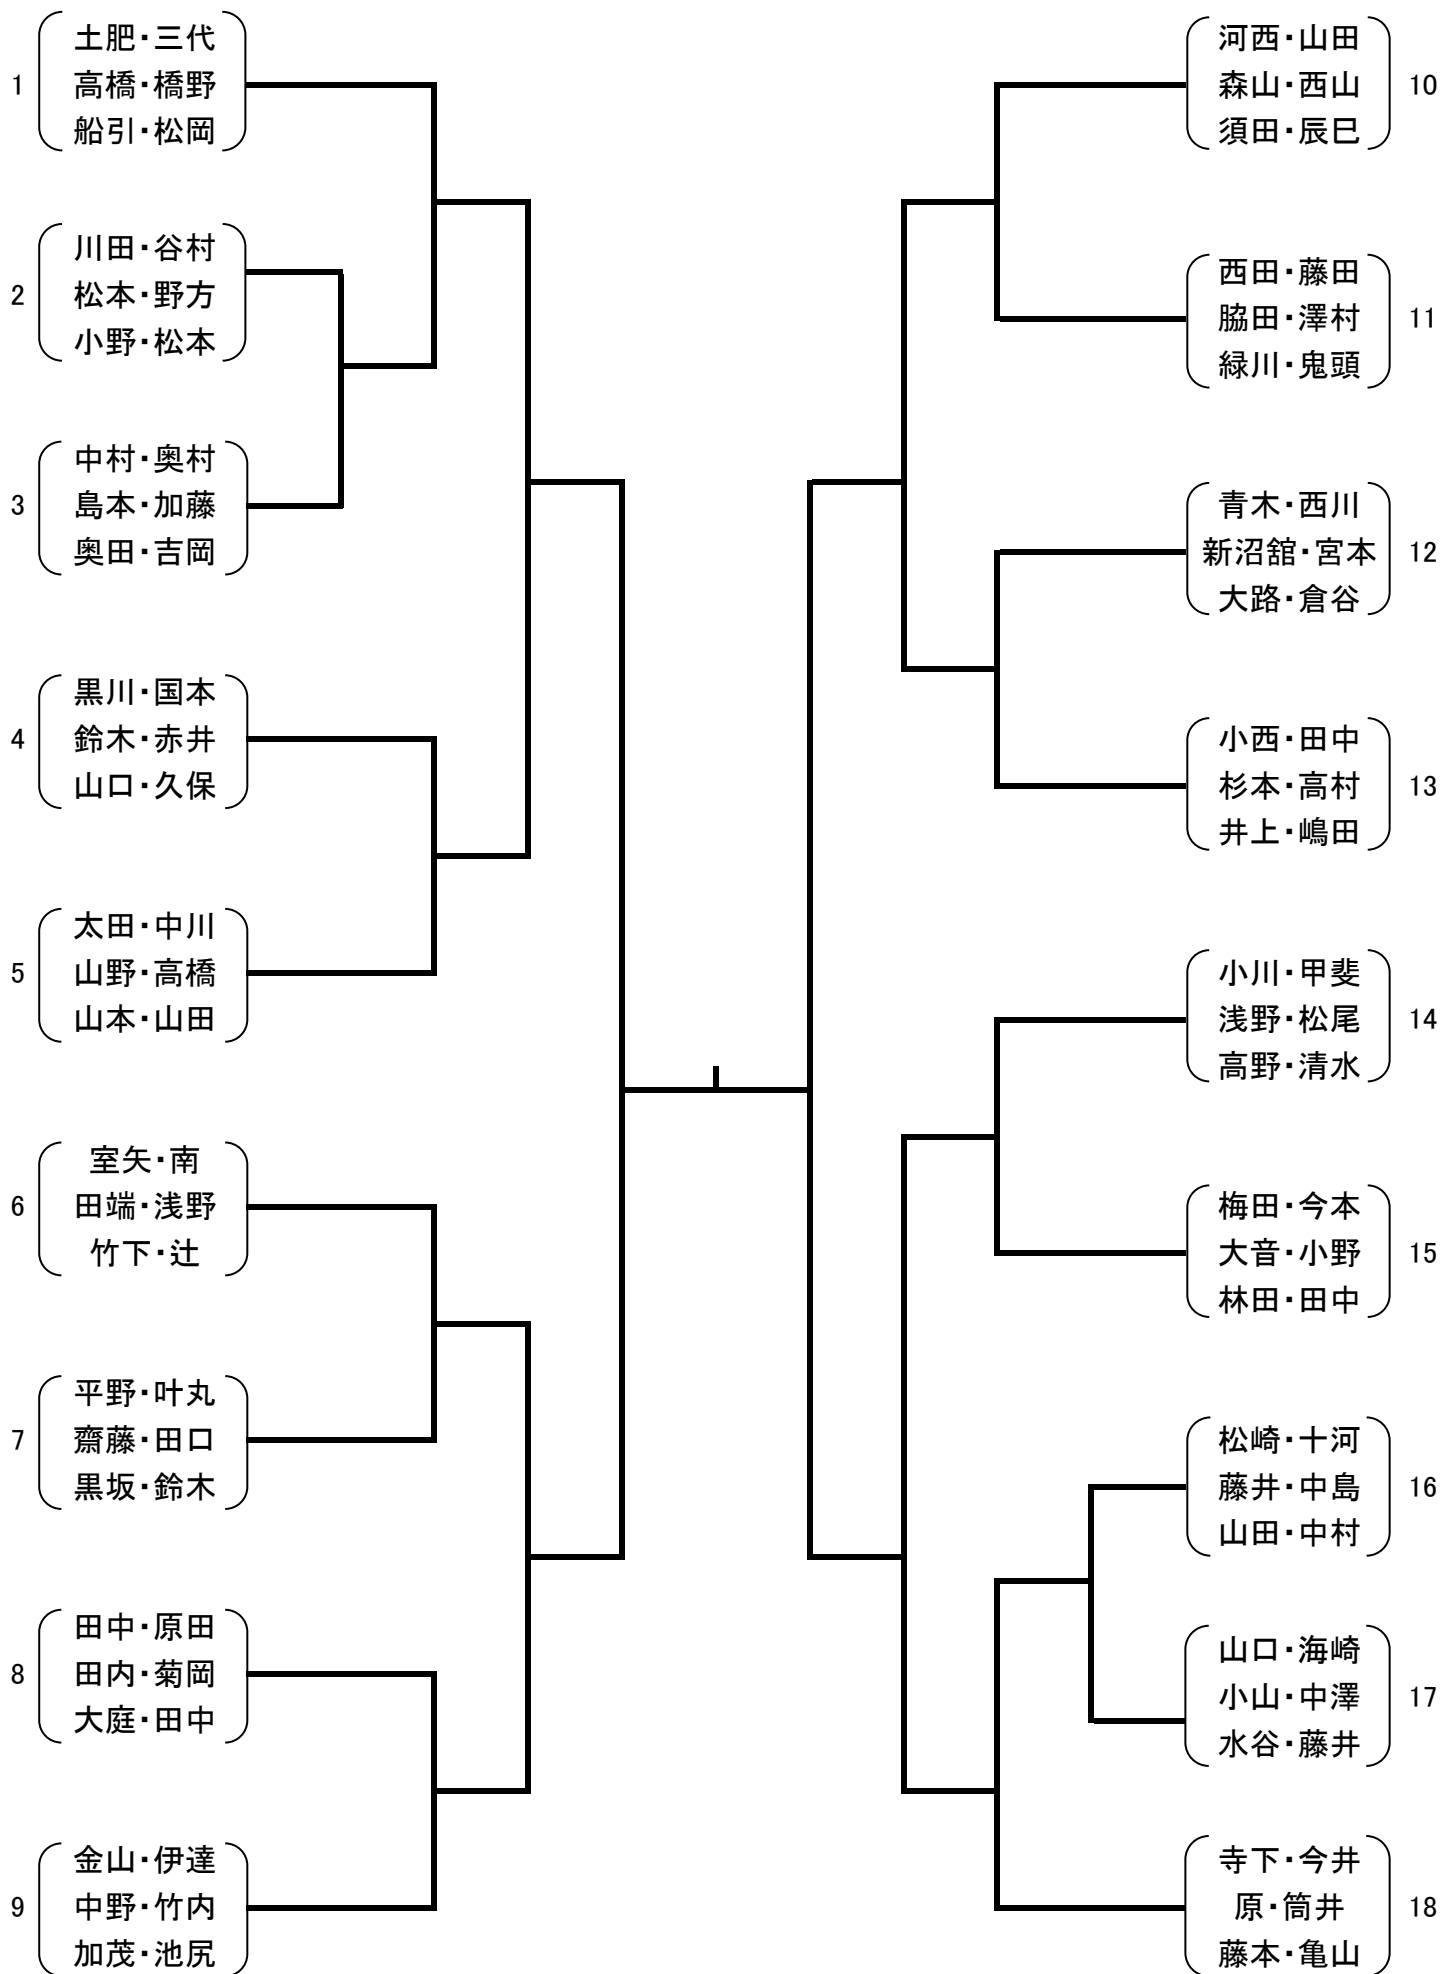 1
土肥・三代
高橋・橋野
船引・松岡
2
川田・谷村
松本・野方
小野・松本
3
中村・奥村
島本・加藤
奥田・吉岡
4
黒川・国本
鈴木・赤井
山口・久保
5
太田・中川
山野・高橋
山本・山田
6
室矢・南
田端・浅野
竹下・辻
7
平野・叶丸
齋藤・田口
黒坂・鈴木
8
田中・原田
田内・菊岡
大庭・田中
9
金山・伊達
中野・竹内
加茂・池尻
河西・山田
森山・西山
須田・辰巳
10
西田・藤田
脇田・澤村
緑川・鬼頭
11
青木・西川
新沼舘・宮本
大路・倉谷
12
小西・田中
杉本・高村
井上・嶋田
13
小川・甲斐
浅野・松尾
高野・清水
14
梅田・今本
大音・小野
林田・田中
15
松崎・十河
藤井・中島
山田・中村
16
山口・海崎
小山・中澤
水谷・藤井
17
寺下・今井
原・筒井
藤本・亀山
18